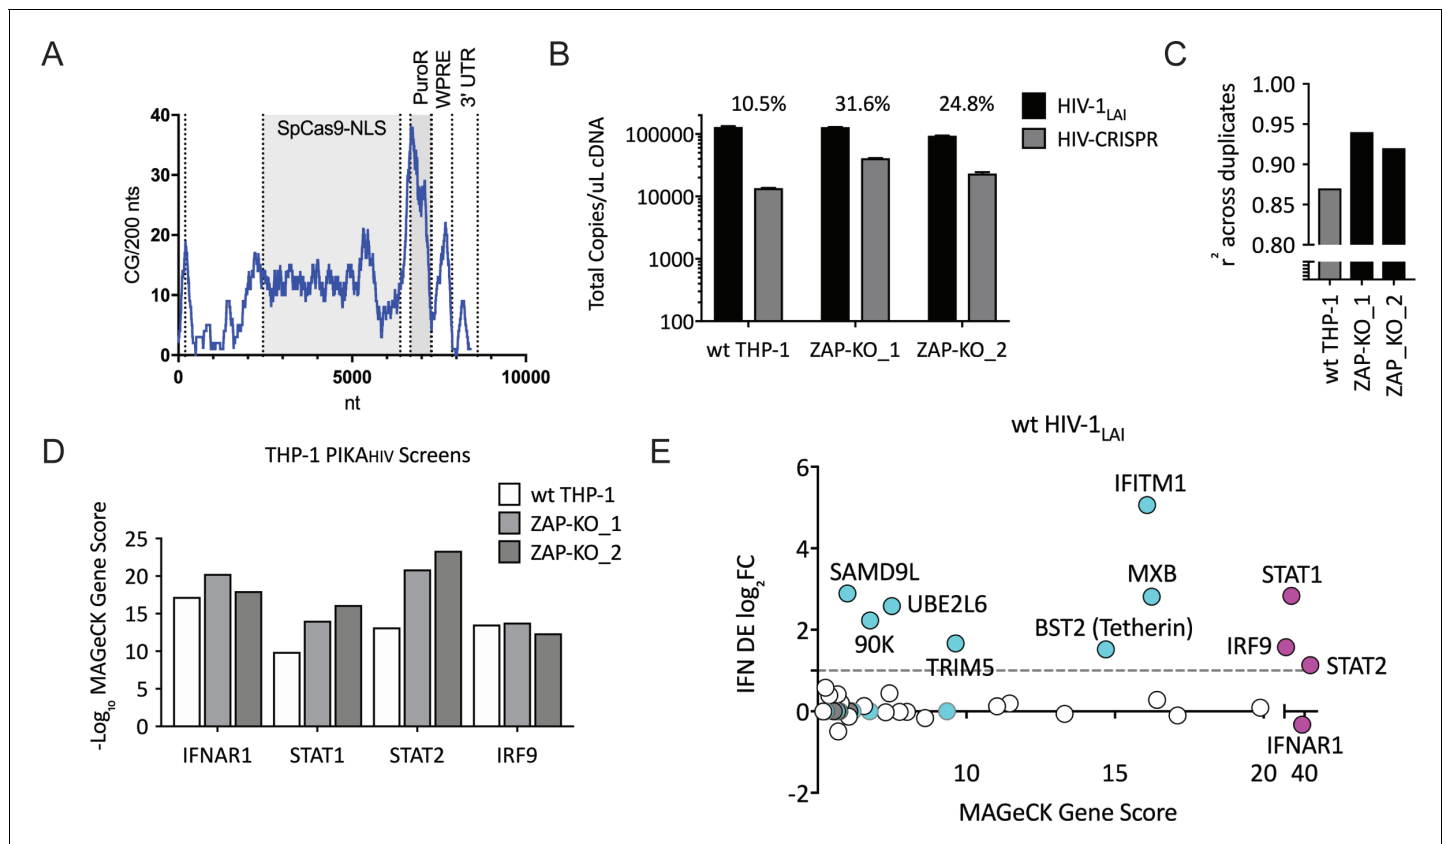 A
PuroR
WPRE
3' UTR
SpCas9-NLS
CG/200 nts
40
30
20
10
0
0
5000
10000
nt
B
10.5%
31.6%
24.8%
HIV-1LAI
HIV-CRISPR
Total Copies/uL cDNA
100000
10000
1000
100
wt THP-1
ZAP-KO_1
ZAP-KO_2
C
r² across duplicates
1.00
0.95
0.90
0.85
0.80
wt THP-1
ZAP-KO_1
ZAP_KO_2
D
THP-1 PIKAHIV Screens
wt THP-1
ZAP-KO_1
ZAP-KO_2
-Log₁₀ MAGeCK Gene Score
25
20
15
10
5
0
IFNAR1
STAT1
STAT2
IRF9
E
wt HIV-1LAI
IFN DE log₂FC
6
4
2
0
-2
IFITM1
SAMD9L
MXB
STAT1
UBE2L6
90K
BST2 (Tetherin)
IRF9
TRIM5
STAT2
IFNAR1
10
15
20
40
MAGeCK Gene Score